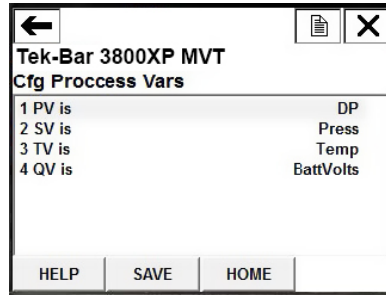 Tek-Bar 3800XP MVT
Cfg Proccess Vars
1 PV is DP
2 SV is Press
3 TV is Temp
4 QV is BattVolts
HELP SAVE HOME